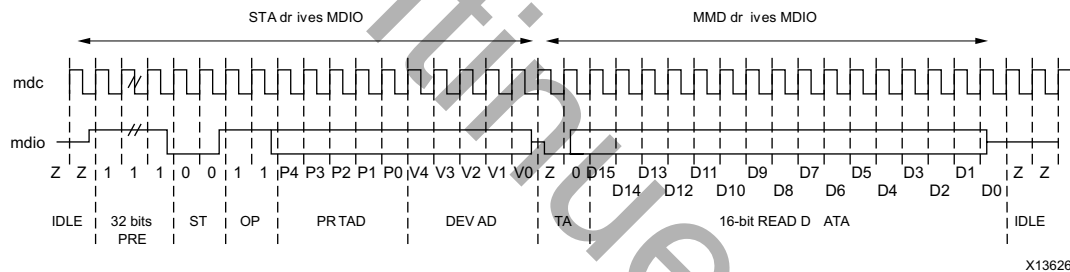 STA dr ives MDIO MMD dr ives MDIO
mdc
mdio
Z Z 1 1 1 0 0 1 1 P4 P3 P2 P1 P0 V4 V3 V2 V1 V0 Z 0 D15 D13 D11 D9 D7 D5 D3 D1 Z Z
D14 D12 D10 D8 D6 D4 D2 D0
IDLE 32 bits ST OP PR TAD DEV AD TA 16-bit READ D ATA IDLE
PRE
X13626